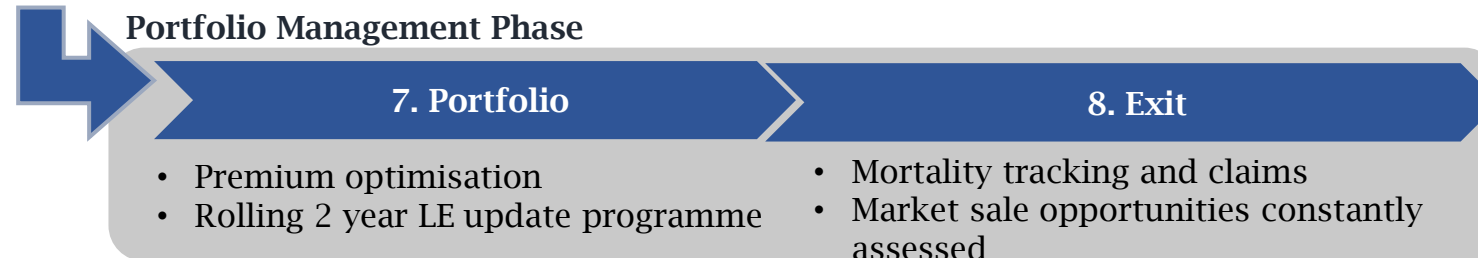 Portfolio Management Phase
7. Portfolio
8. Exit
• Premium optimisation
• Rolling 2 year LE update programme
• Mortality tracking and claims
• Market sale opportunities constantly
assessed